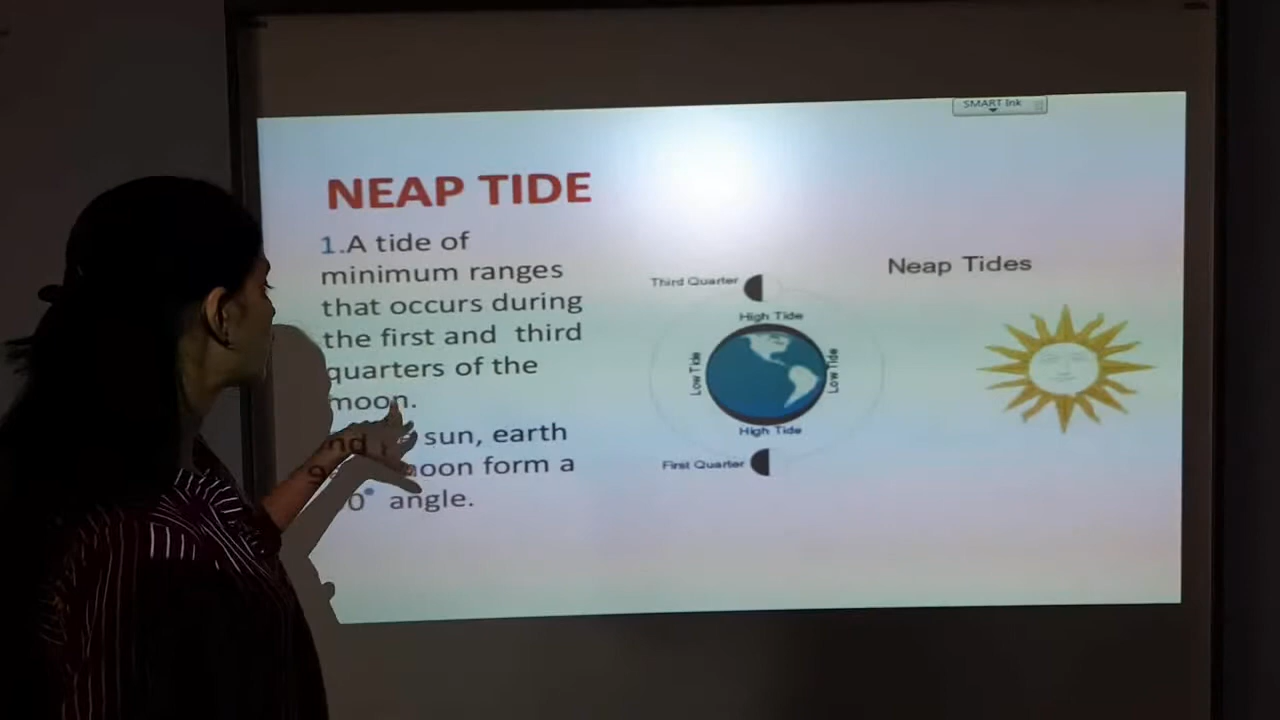 SMART Ink
NEAP TIDE
1.A tide of
minimum ranges
that occurs during
the first and third
quarters of the
moon.
sun, earth
moon form a
angle.
Neap Tides
Third Quarter
High Tide
Low Tide
Low Tide
High Tide
First Quarter